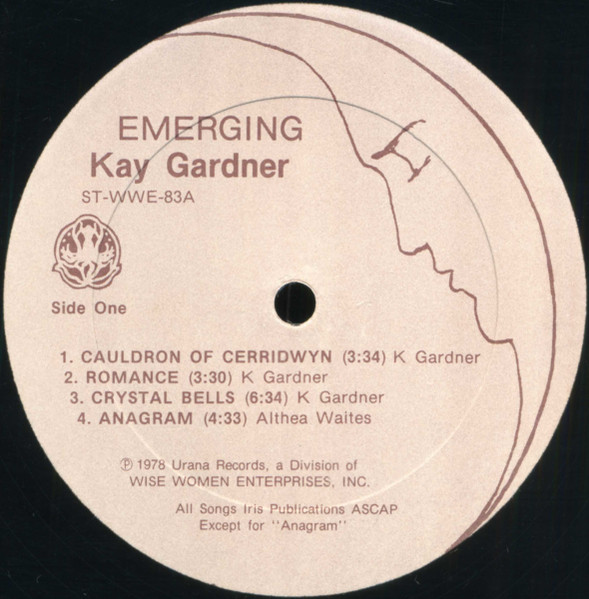 EMERGING
Kay Gardner
ST-WWE-83A
Side One
1. CAULDRON OF CERRIDWYN (3:34) K Gardner
2. ROMANCE (3:30) K Gardner
3. CRYSTAL BELLS (6:34) K Gardner
4. ANAGRAM (4:33) Althea Waites
℗ 1978 Urana Records, a Division of
WISE WOMEN ENTERPRISES, INC.
All Songs Iris Publications ASCAP
Except for "Anagram"